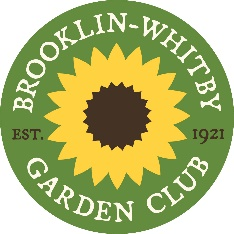 BROOKLIN-WHITBY
EST. 1921
GARDEN CLUB